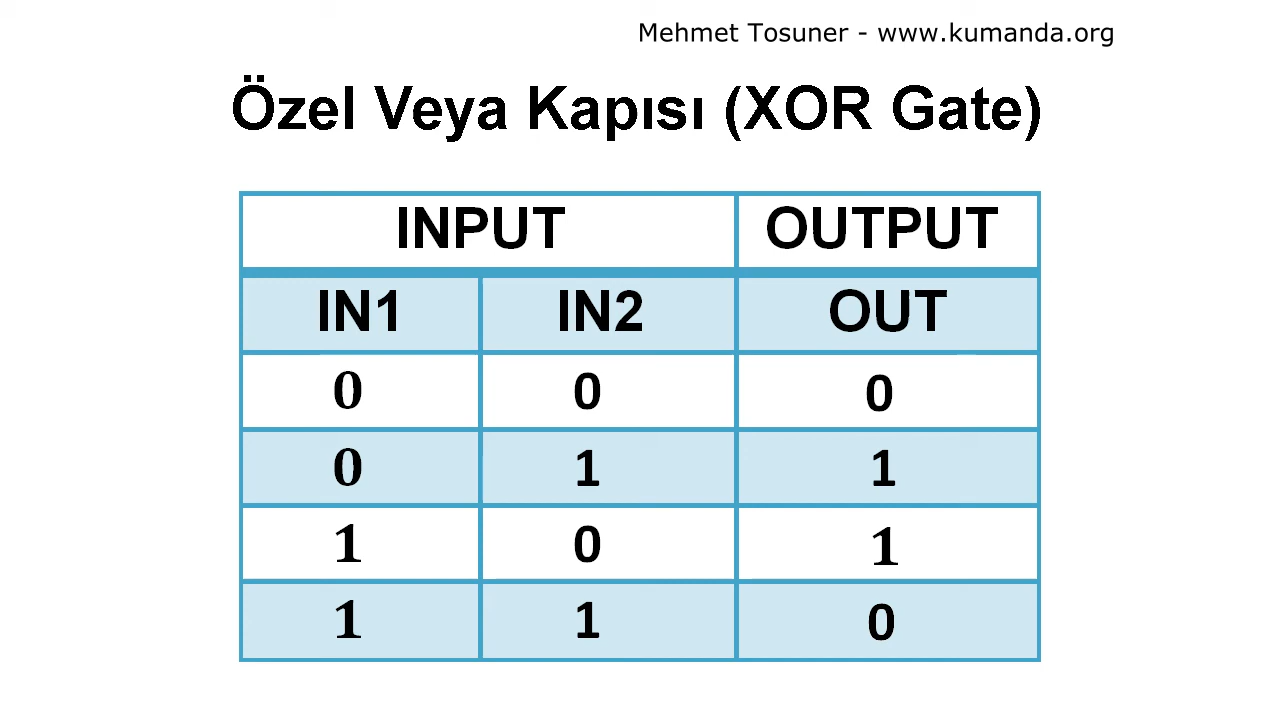 Mehmet Tosuner - www.kumanda.org
Özel Veya Kapısı (XOR Gate)
INPUT OUTPUT
IN1 IN2 OUT
0 0 0
0 1 1
1 0 1
1 1 0